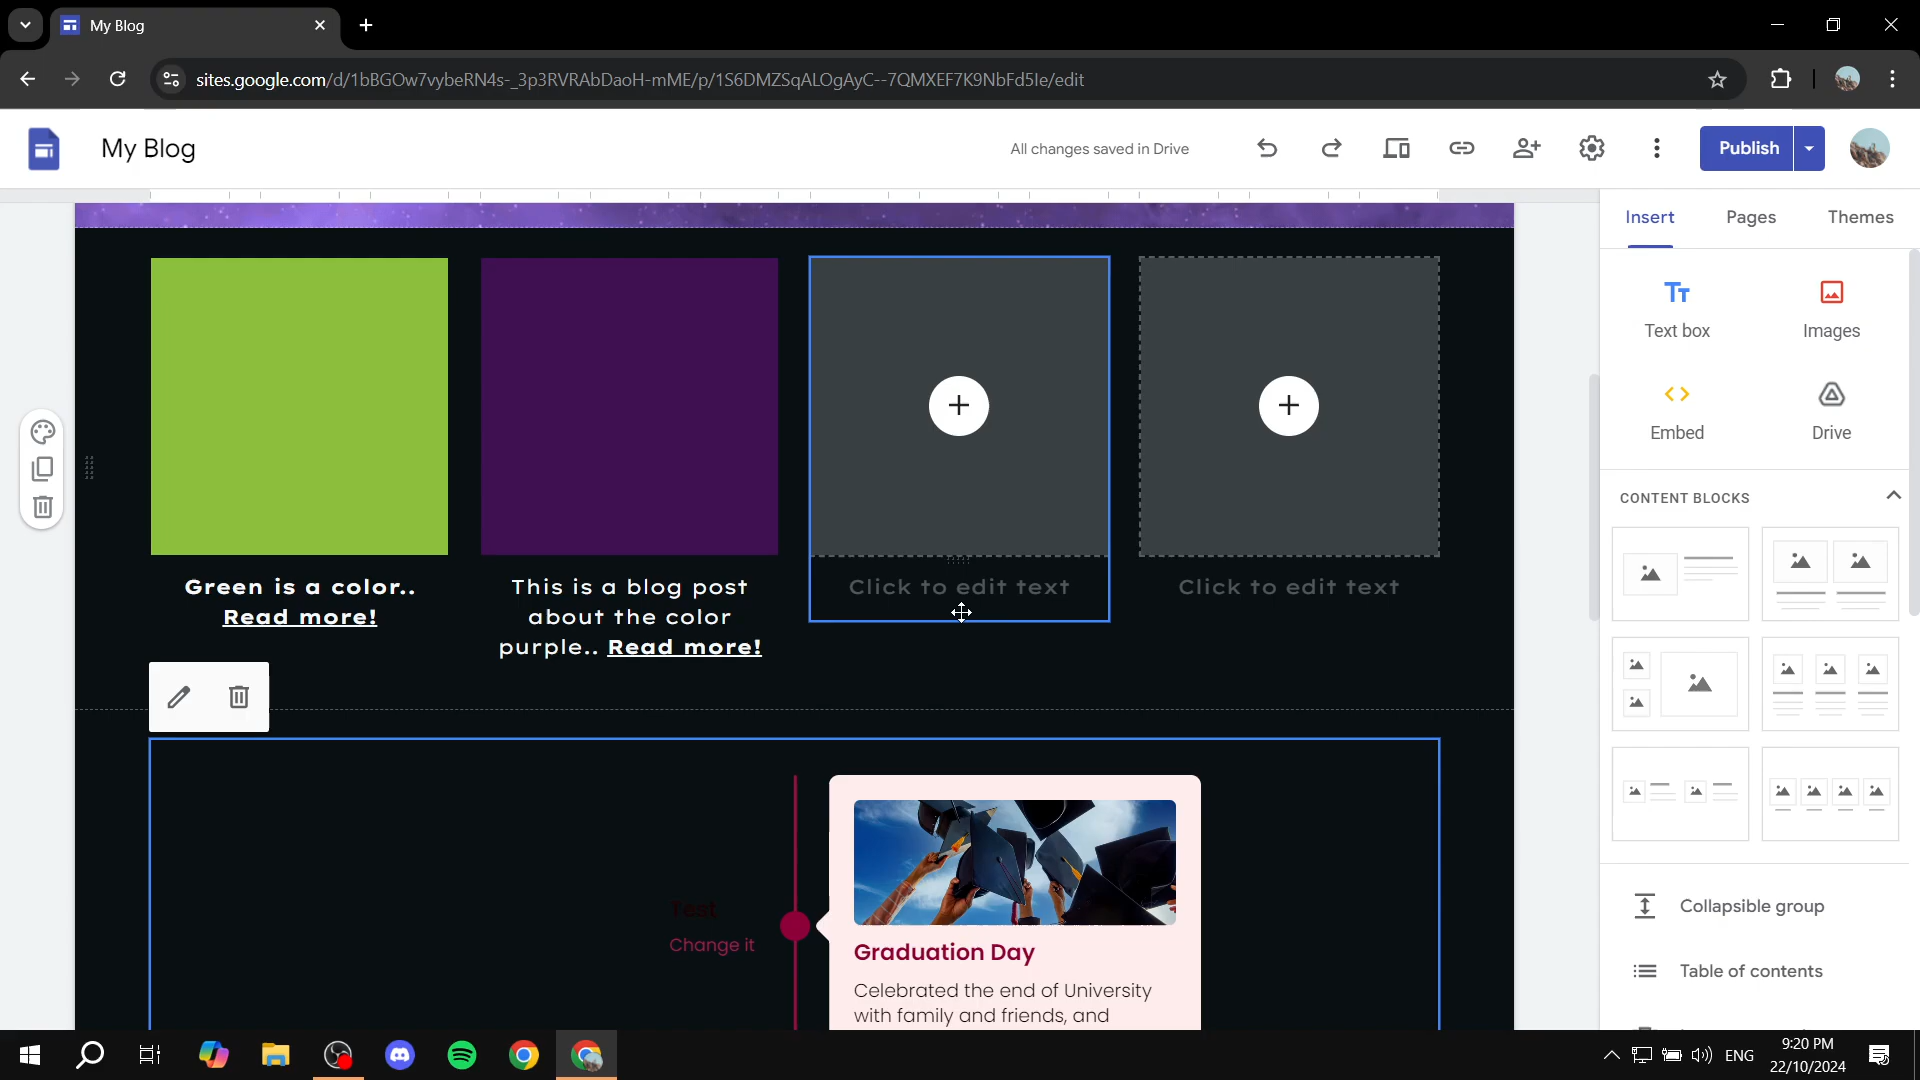 My Blog
sites.google.com/d/1bBGOw7vybeRN4s-_3p3RVRAbDaoH-mME/p/1S6DMZSqALOgAyC--7QMXEF7K9NbFd5Ie/edit
My Blog
All changes saved in Drive
Publish
Insert
Pages
Themes
Text box
Images
Embed
Drive
CONTENT BLOCKS
Green is a color..
Read more!
This is a blog post
about the color
purple.. Read more!
Click to edit text
Click to edit text
Test
Change it
Graduation Day
Celebrated the end of University
with family and friends, and
Collapsible group
Table of contents
ENG
9:20 PM
22/10/2024